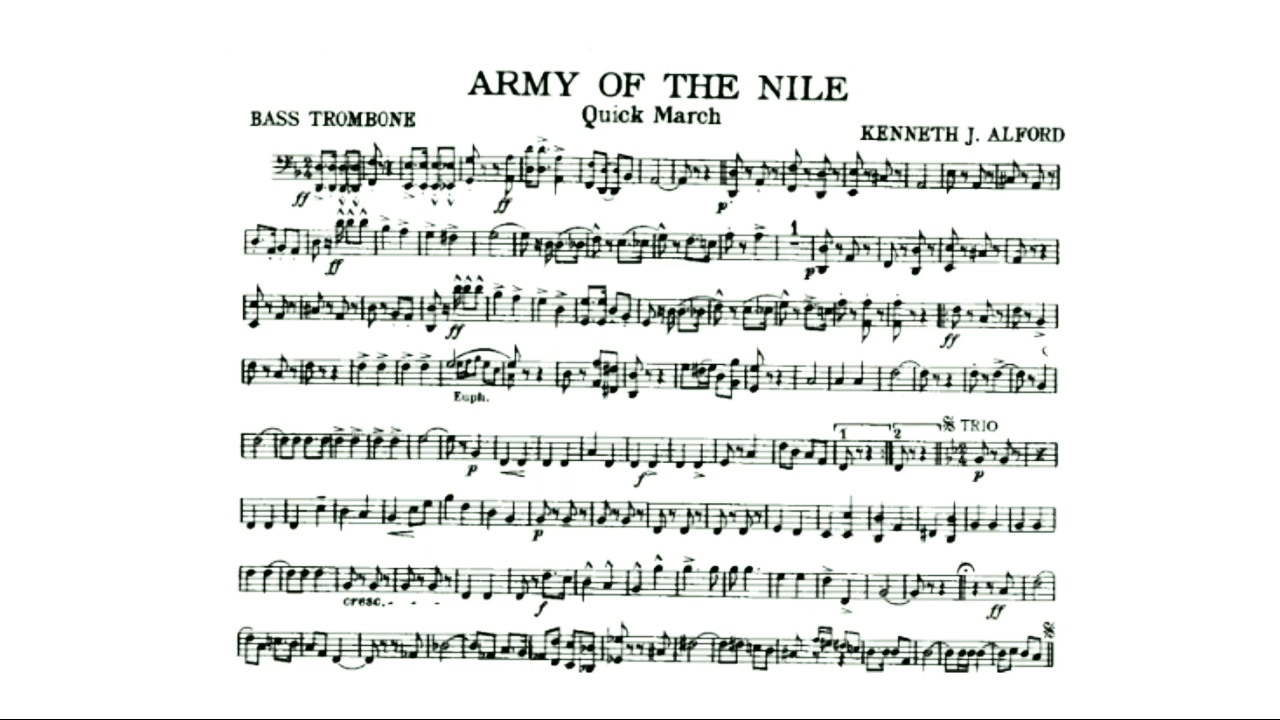 ARMY OF THE NILE
Quick March
BASS TROMBONE
KENNETH J. ALFORD
ff ff p
ff 1 p
ff ff
Euph.
p f 1 2 TRIO p
p
cresc.- - - f ff